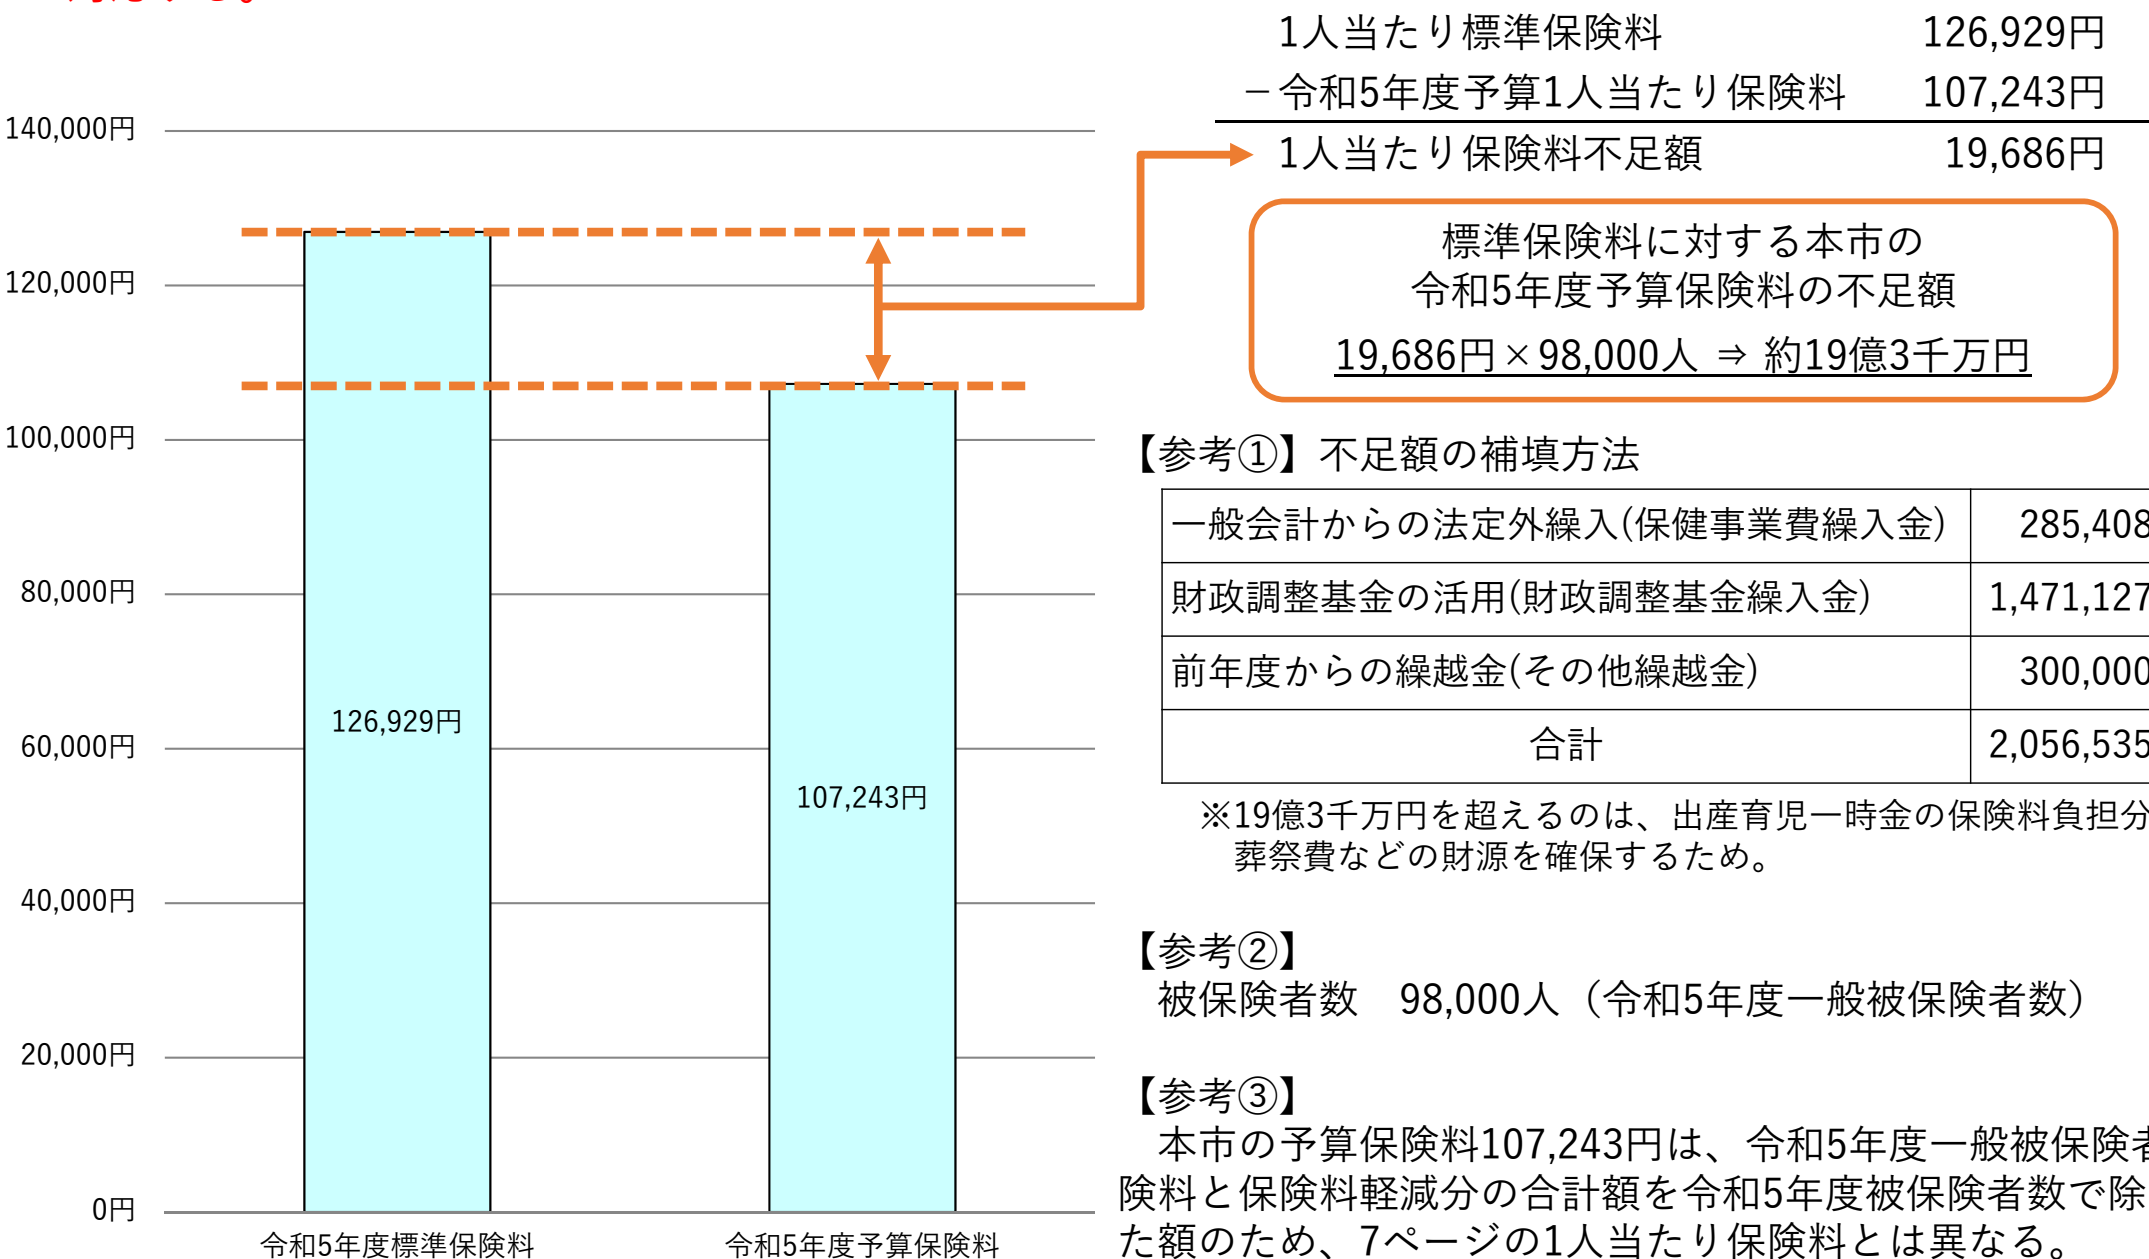 1人当たり標準保険料 126,929円
－令和5年度予算1人当たり保険料 107,243円
1人当たり保険料不足額 19,686円
標準保険料に対する本市の
令和5年度予算保険料の不足額
19,686円×98,000人 ⇒ 約19億3千万円
140,000円
120,000円
100,000円
80,000円
60,000円
40,000円
20,000円
0円
126,929円
107,243円
令和5年度標準保険料
令和5年度予算保険料
【参考①】不足額の補填方法
一般会計からの法定外繰入(保健事業費繰入金) 285,408
財政調整基金の活用(財政調整基金繰入金) 1,471,127
前年度からの繰越金(その他繰越金) 300,000
合計 2,056,535
※19億3千万円を超えるのは、出産育児一時金の保険料負担分
葬祭費などの財源を確保するため。
【参考②】
被保険者数　98,000人（令和5年度一般被保険者数）
【参考③】
本市の予算保険料107,243円は、令和5年度一般被保険者
険料と保険料軽減分の合計額を令和5年度被保険者数で除
た額のため、7ページの1人当たり保険料とは異なる。